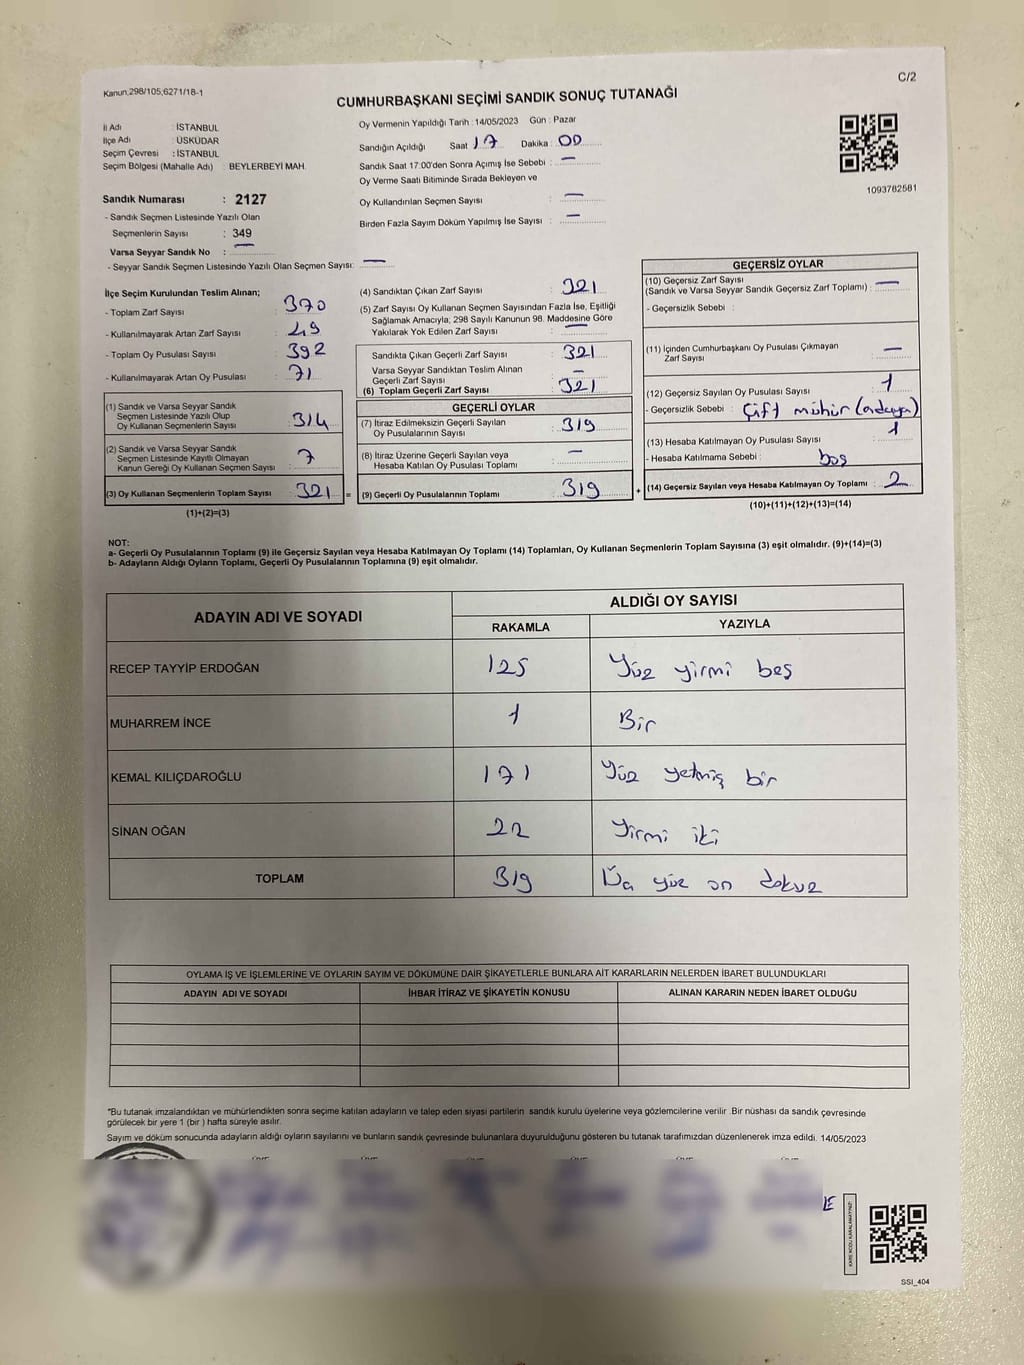 Kanun,298/105,6271/18-1
C/2
CUMHURBAŞKANI SEÇİMİ SANDIK SONUÇ TUTANAĞI
İl Adı : İSTANBUL
İlçe Adı : ÜSKÜDAR
Seçim Çevresi : İSTANBUL
Seçim Bölgesi (Mahalle Adı) : BEYLERBEYİ MAH.
Oy Vermenin Yapıldığı Tarih : 14/05/2023 Gün : Pazar
Sandığın Açıldığı Saat 17 Dakika : 00
Sandık Saat 17:00'den Sonra Açımış İse Sebebi : —
Oy Verme Saati Bitiminde Sırada Bekleyen ve
Oy Kullandırılan Seçmen Sayısı : —
Birden Fazla Sayım Döküm Yapılmış İse Sayısı : —
1093782581
Sandık Numarası : 2127
- Sandık Seçmen Listesinde Yazılı Olan
Seçmenlerin Sayısı : 349
Varsa Seyyar Sandık No : —
- Seyyar Sandık Seçmen Listesinde Yazılı Olan Seçmen Sayısı: —
İlçe Seçim Kurulundan Teslim Alınan;
- Toplam Zarf Sayısı : 370
- Kullanılmayarak Artan Zarf Sayısı : 49
- Toplam Oy Pusulası Sayısı : 392
- Kullanılmayarak Artan Oy Pusulası : 71
(1) Sandık ve Varsa Seyyar Sandık
Seçmen Listesinde Yazılı Olup
Oy Kullanan Seçmenlerin Sayısı : 314
(2) Sandık ve Varsa Seyyar Sandık
Seçmen Listesinde Kayıtlı Olmayan
Kanun Gereği Oy Kullanan Seçmen Sayısı : 7
(3) Oy Kullanan Seçmenlerin Toplam Sayısı : 321 =
(1)+(2)=(3)
(4) Sandıktan Çıkan Zarf Sayısı : 321
(5) Zarf Sayısı Oy Kullanan Seçmen Sayısından Fazla İse, Eşitliği
Sağlamak Amacıyla, 298 Sayılı Kanunun 98. Maddesine Göre
Yakılarak Yok Edilen Zarf Sayısı : —
Sandıkta Çıkan Geçerli Zarf Sayısı : 321
Varsa Seyyar Sandıktan Teslim Alınan
Geçerli Zarf Sayısı : —
(6) Toplam Geçerli Zarf Sayısı : 321
GEÇERLİ OYLAR
(7) İtiraz Edilmeksizin Geçerli Sayılan
Oy Pusulalarının Sayısı : 319
(8) İtiraz Üzerine Geçerli Sayılan veya
Hesaba Katılan Oy Pusulası Toplamı : —
(9) Geçerli Oy Pusulalarının Toplamı : 319 +
GEÇERSİZ OYLAR
(10) Geçersiz Zarf Sayısı
(Sandık ve Varsa Seyyar Sandık Geçersiz Zarf Toplamı) : —
- Geçersizlik Sebebi :
(11) İçinden Cumhurbaşkanı Oy Pusulası Çıkmayan
Zarf Sayısı : —
(12) Geçersiz Sayılan Oy Pusulası Sayısı : 1
- Geçersizlik Sebebi : Çift mühür (adaya)
(13) Hesaba Katılmayan Oy Pusulası Sayısı : 1
- Hesaba Katılmama Sebebi : boş
(14) Geçersiz Sayılan veya Hesaba Katılmayan Oy Toplamı : 2
(10)+(11)+(12)+(13)=(14)
NOT:
a- Geçerli Oy Pusulalarının Toplamı (9) ile Geçersiz Sayılan veya Hesaba Katılmayan Oy Toplamı (14) Toplamları, Oy Kullanan Seçmenlerin Toplam Sayısına (3) eşit olmalıdır. (9)+(14)=(3)
b- Adayların Aldığı Oyların Toplamı, Geçerli Oy Pusulalarının Toplamına (9) eşit olmalıdır.
ADAYIN ADI VE SOYADI
ALDIĞI OY SAYISI
RAKAMLA YAZIYLA
RECEP TAYYİP ERDOĞAN 125 Yüz yirmi beş
MUHARREM İNCE 1 Bir
KEMAL KILIÇDAROĞLU 171 Yüz yetmiş bir
SİNAN OĞAN 22 Yirmi iki
TOPLAM 319 Üç yüz on dokuz
OYLAMA İŞ VE İŞLEMLERİNE VE OYLARIN SAYIM VE DÖKÜMÜNE DAİR ŞİKAYETLERLE BUNLARA AİT KARARLARIN NELERDEN İBARET BULUNDUKLARI
ADAYIN ADI VE SOYADI İHBAR İTİRAZ VE ŞİKAYETİN KONUSU ALINAN KARARIN NEDEN İBARET OLDUĞU
*Bu tutanak imzalandıktan ve mühürlendikten sonra seçime katılan adayların ve talep eden siyasi partilerin sandık kurulu üyelerine veya gözlemcilerine verilir .Bir nüshası da sandık çevresinde
görülecek bir yere 1 (bir ) hafta süreyle asılır.
Sayım ve döküm sonucunda adayların aldığı oyların sayılarını ve bunların sandık çevresinde bulunanlara duyurulduğunu gösteren bu tutanak tarafımızdan düzenlenerek imza edildi. 14/05/2023
KARE KODU KARALAMAYINIZ!
SSİ_404